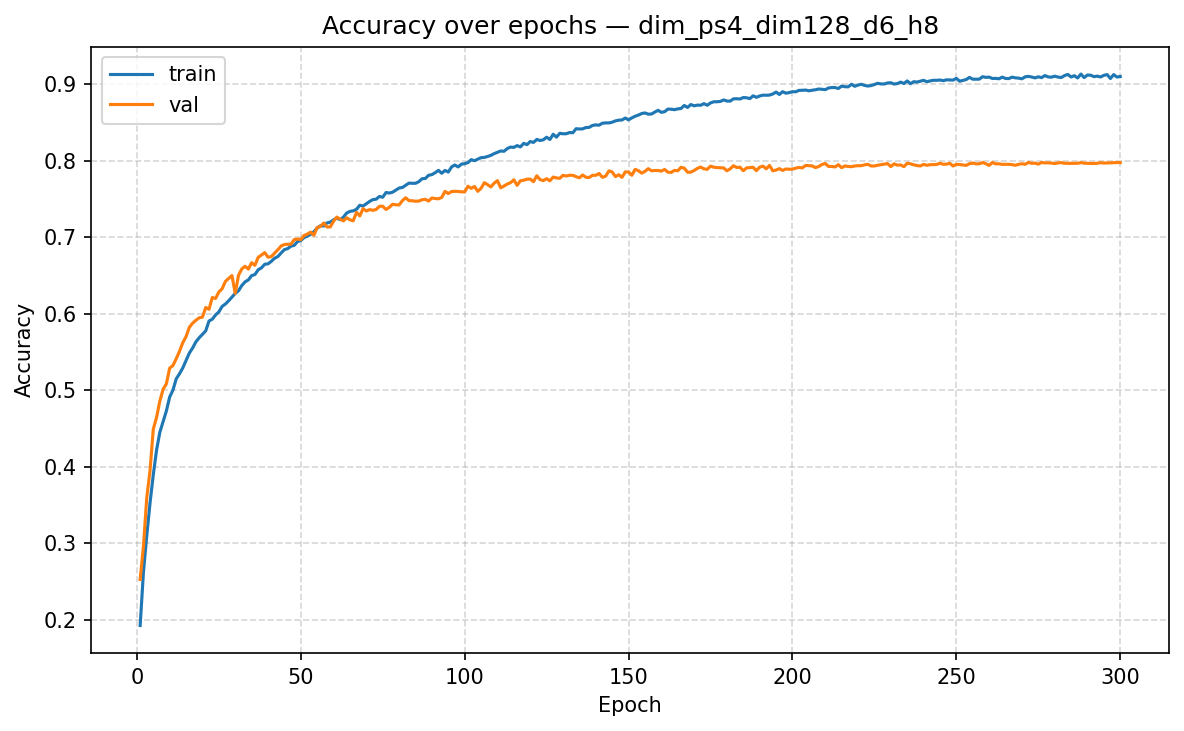 Accuracy over epochs — dim_ps4_dim128_d6_h8
train
val
Accuracy
0.9
0.8
0.7
0.6
0.5
0.4
0.3
0.2
0 50 100 150 200 250 300
Epoch